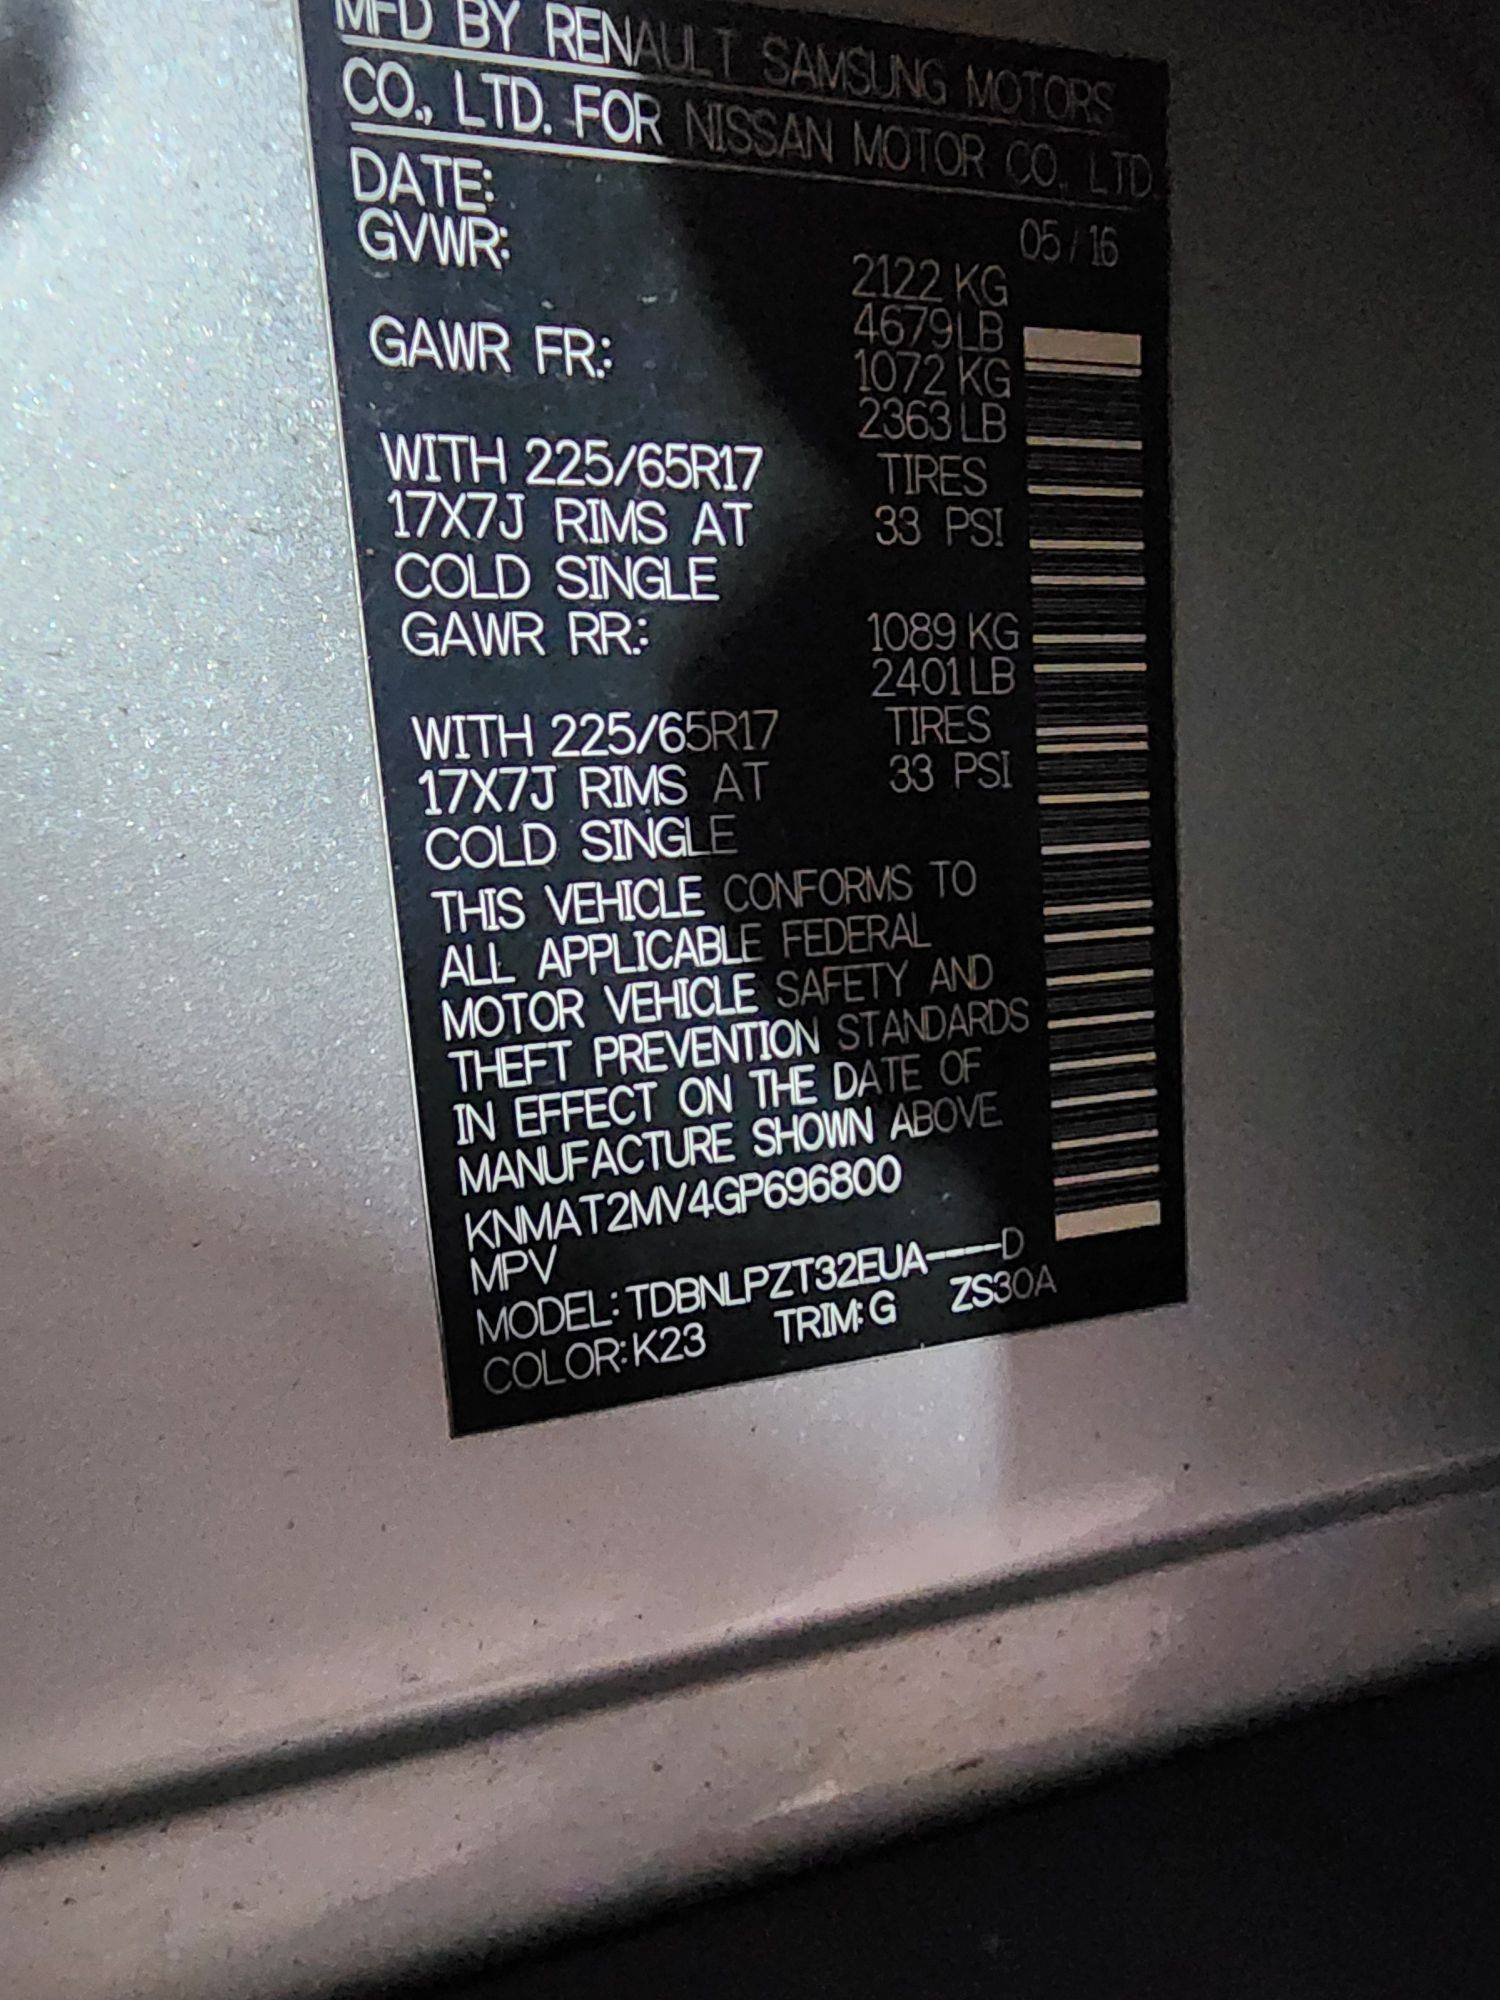 MFD BY RENAULT SAMSUNG MOTORS
CO., LTD. FOR NISSAN MOTOR CO., LTD
DATE: 05 / 16
GVWR: 2122 KG
4679 LB
GAWR FR.: 1072 KG
2363 LB
WITH 225/65R17 TIRES
17X7J RIMS AT 33 PSI
COLD SINGLE
GAWR RR.: 1089 KG
2401 LB
WITH 225/65R17 TIRES
17X7J RIMS AT 33 PSI
COLD SINGLE
THIS VEHICLE CONFORMS TO
ALL APPLICABLE FEDERAL
MOTOR VEHICLE SAFETY AND
THEFT PREVENTION STANDARDS
IN EFFECT ON THE DATE OF
MANUFACTURE SHOWN ABOVE
KNMAT2MV4GP696800
MPV
MODEL: TDBNLPZT32EUA----D
COLOR: K23 TRIM: G ZS30A